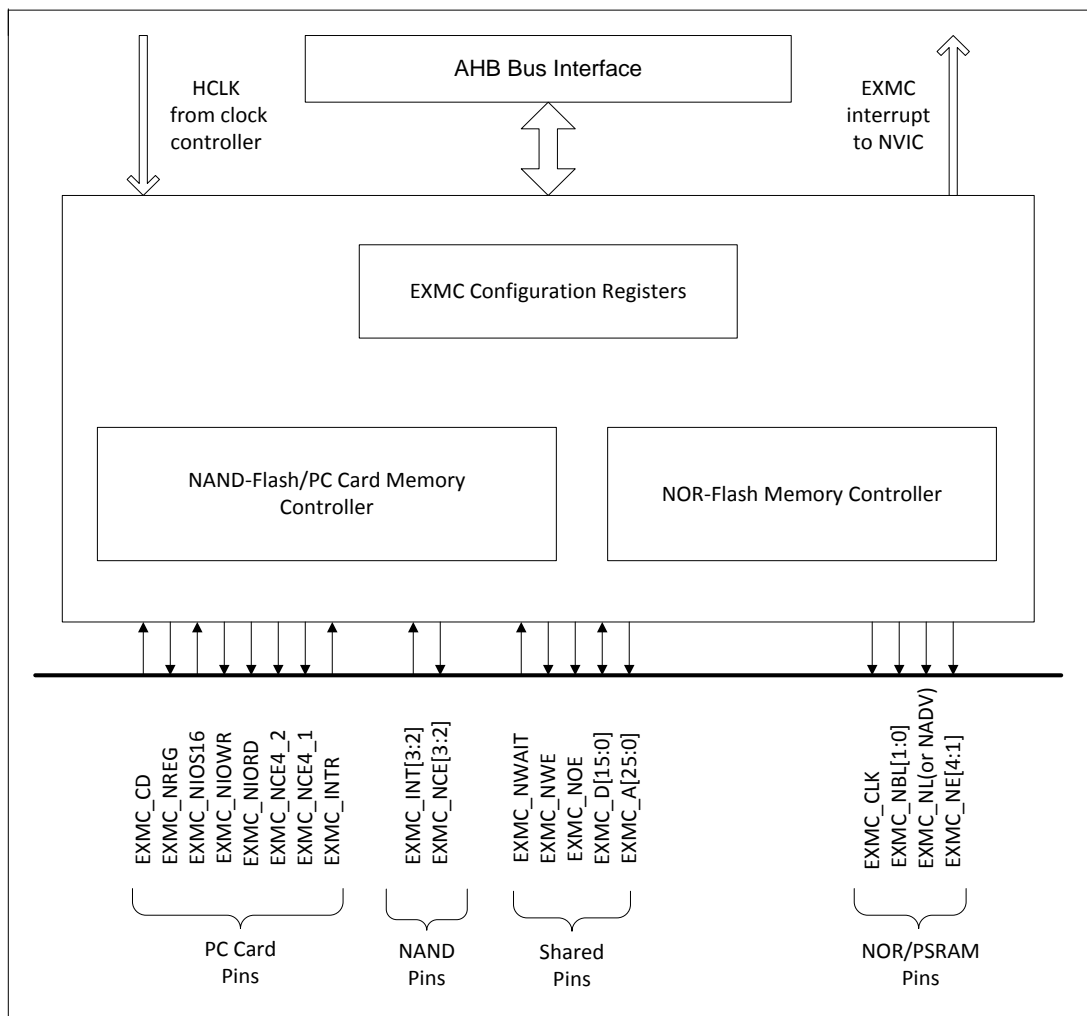 HCLK
from clock
controller
AHB Bus Interface
EXMC
interrupt
to NVIC
EXMC Configuration Registers
NAND-Flash/PC Card Memory
Controller
NOR-Flash Memory Controller
EXMC_CD
EXMC_NREG
EXMC_NIOS16
EXMC_NIOWR
EXMC_NIORD
EXMC_NCE4_2
EXMC_NCE4_1
EXMC_INTR
EXMC_INT[3:2]
EXMC_NCE[3:2]
EXMC_NWAIT
EXMC_NWE
EXMC_NOE
EXMC_D[15:0]
EXMC_A[25:0]
EXMC_CLK
EXMC_NBL[1:0]
EXMC_NL(or NADV)
EXMC_NE[4:1]
PC Card
Pins
NAND
Pins
Shared
Pins
NOR/PSRAM
Pins